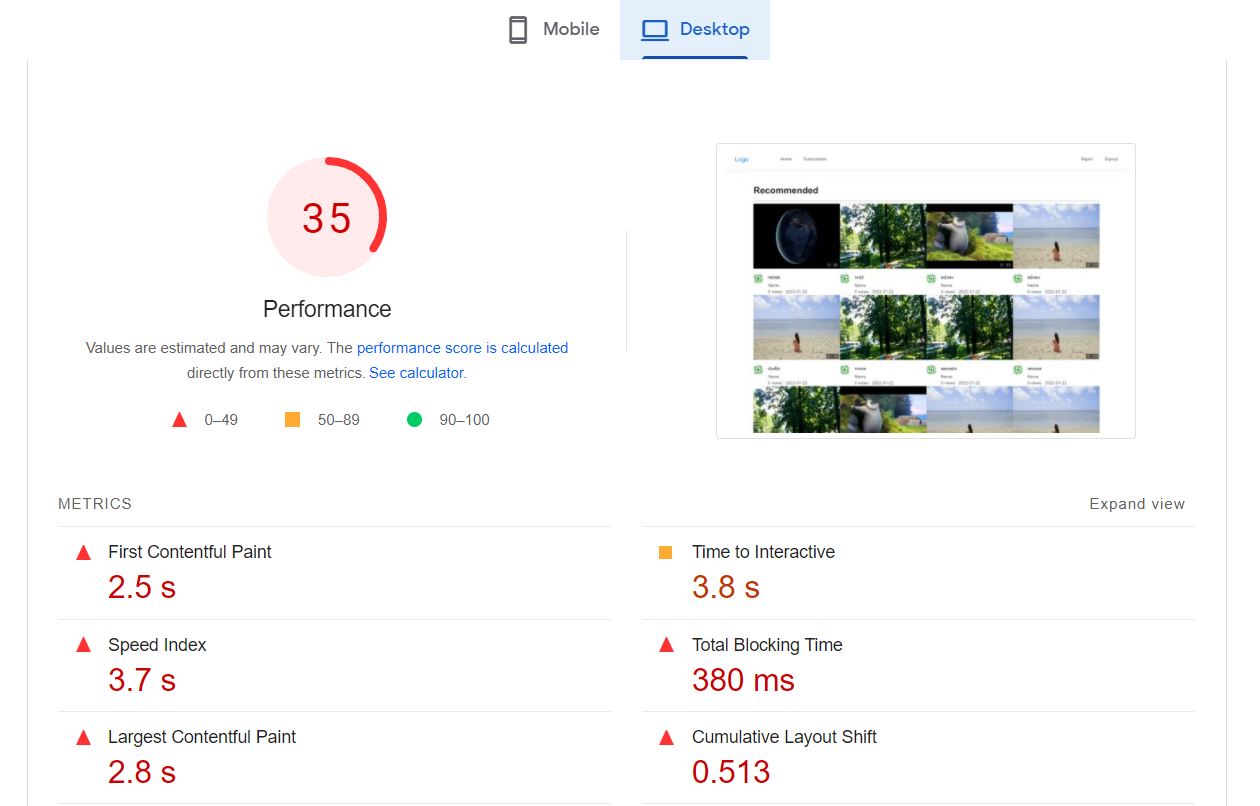 Mobile
Desktop
35
Performance
Values are estimated and may vary. The performance score is calculated
directly from these metrics. See calculator.
0–49
50–89
90–100
Logo
Home
Subscription
Signin
Signup
Recommended
METRICS
Expand view
First Contentful Paint
2.5 s
Time to Interactive
3.8 s
Speed Index
3.7 s
Total Blocking Time
380 ms
Largest Contentful Paint
2.8 s
Cumulative Layout Shift
0.513